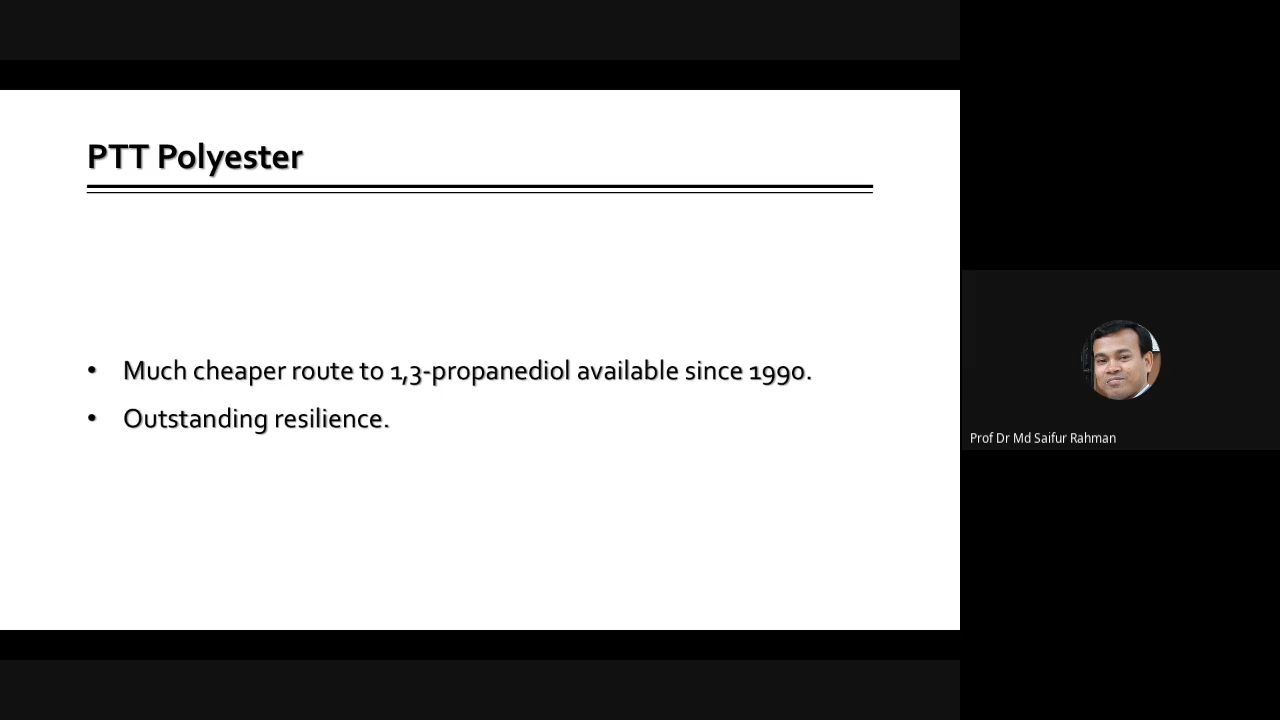 PTT Polyester
• Much cheaper route to 1,3-propanediol available since 1990.
• Outstanding resilience.
Prof Dr Md Saifur Rahman